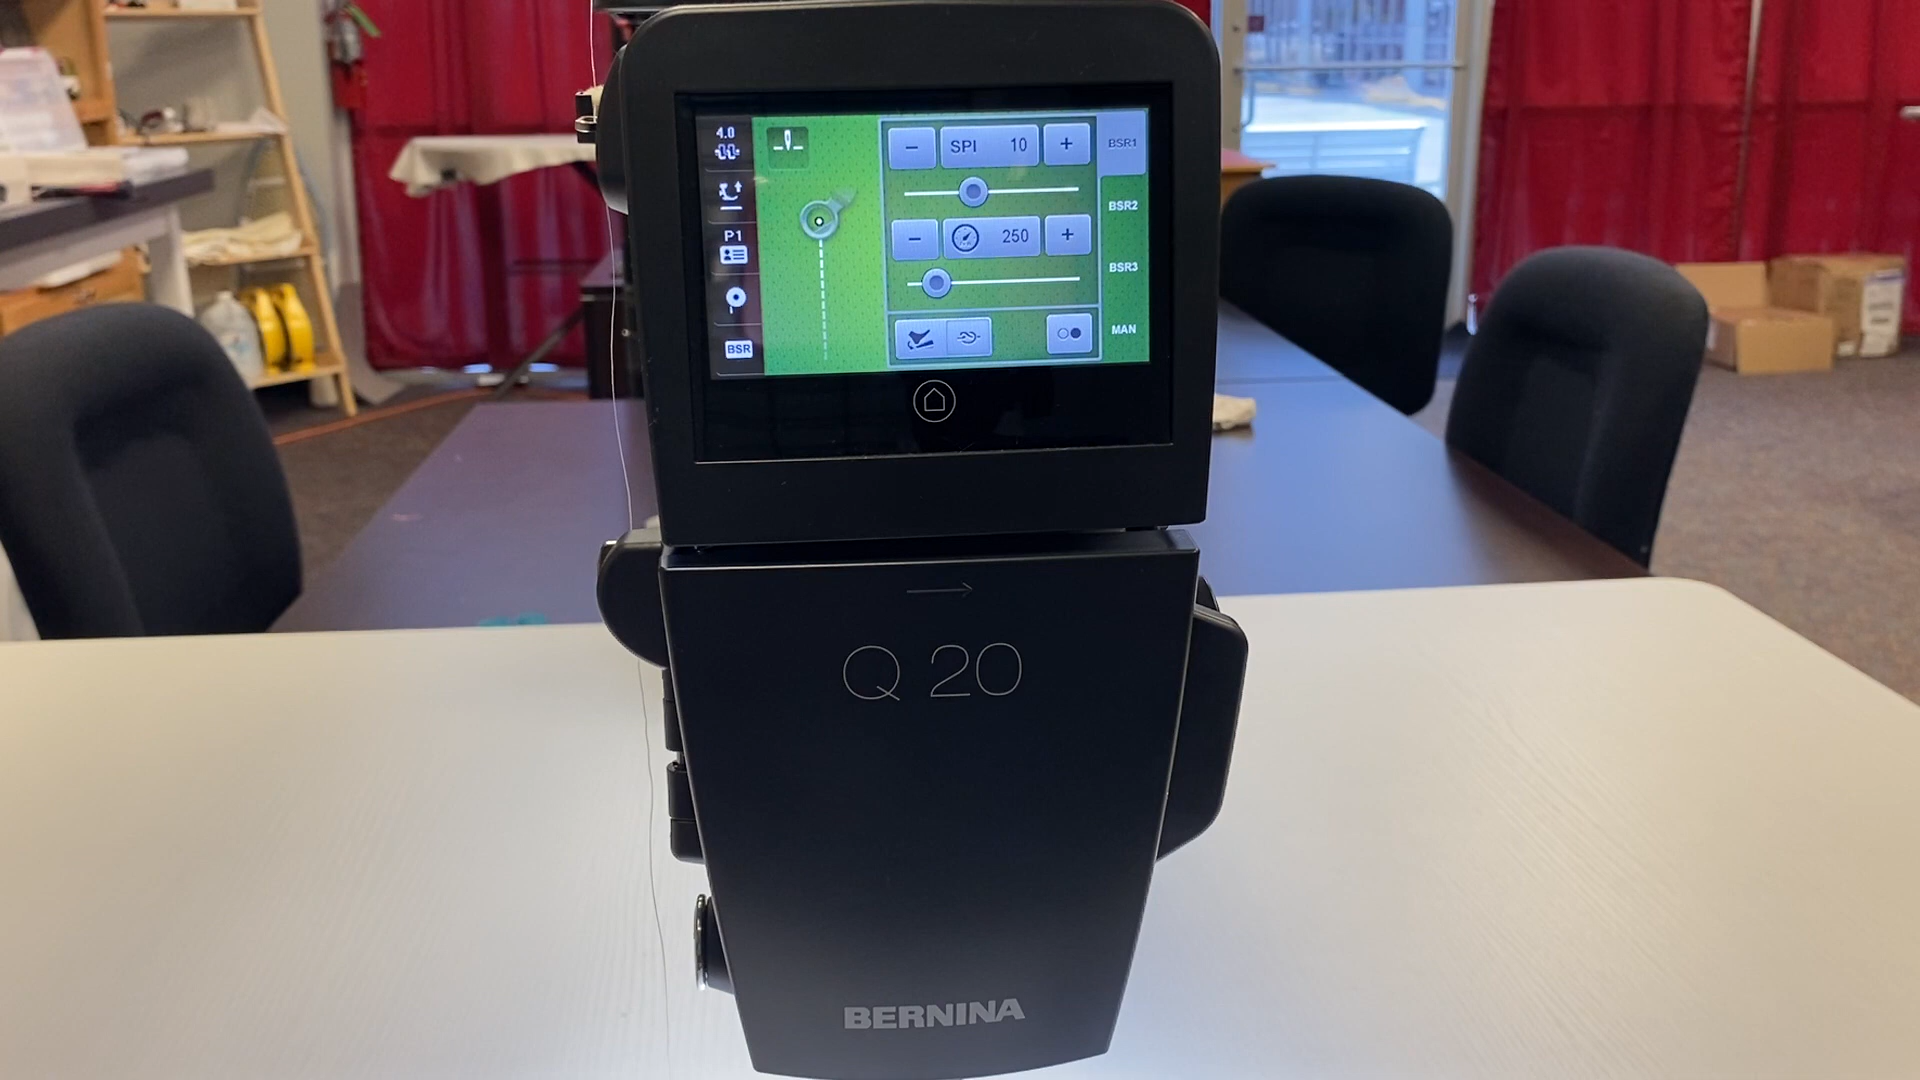 4.0
P1
BSR
SPI 10
250
BSR1
BSR2
BSR3
MAN
Q 20
BERNINA